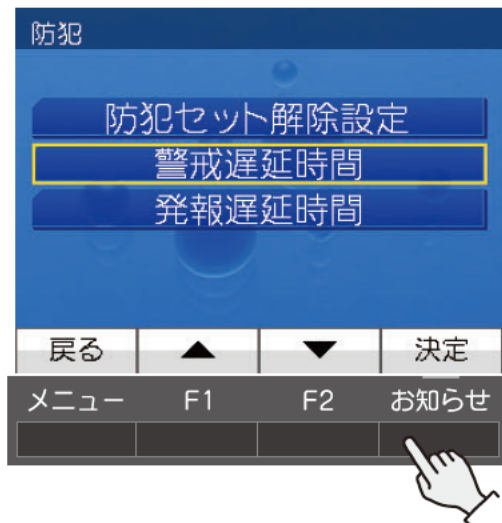 防犯
防犯セット解除設定
警戒遅延時間
発報遅延時間
戻る ▲ ▼ 決定
メニュー F1 F2 お知らせ